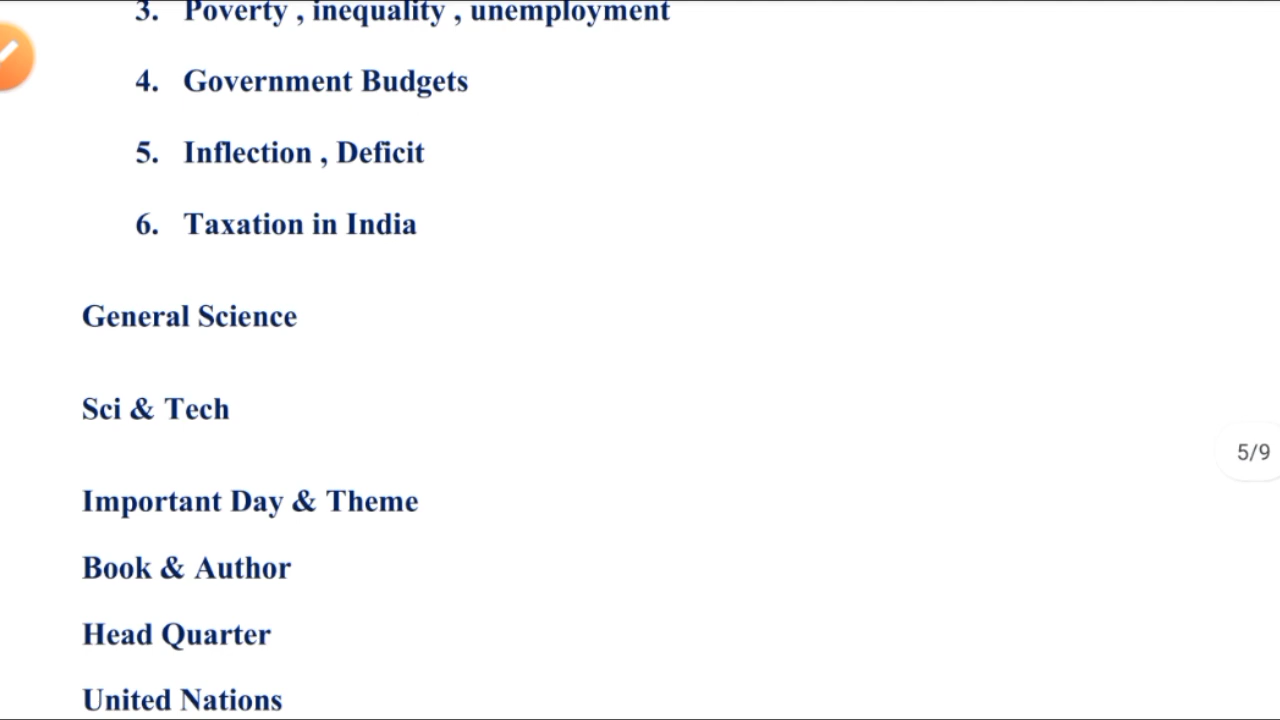 3. Poverty , inequality , unemployment
4. Government Budgets
5. Inflection , Deficit
6. Taxation in India
General Science
Sci & Tech
5/9
Important Day & Theme
Book & Author
Head Quarter
United Nations